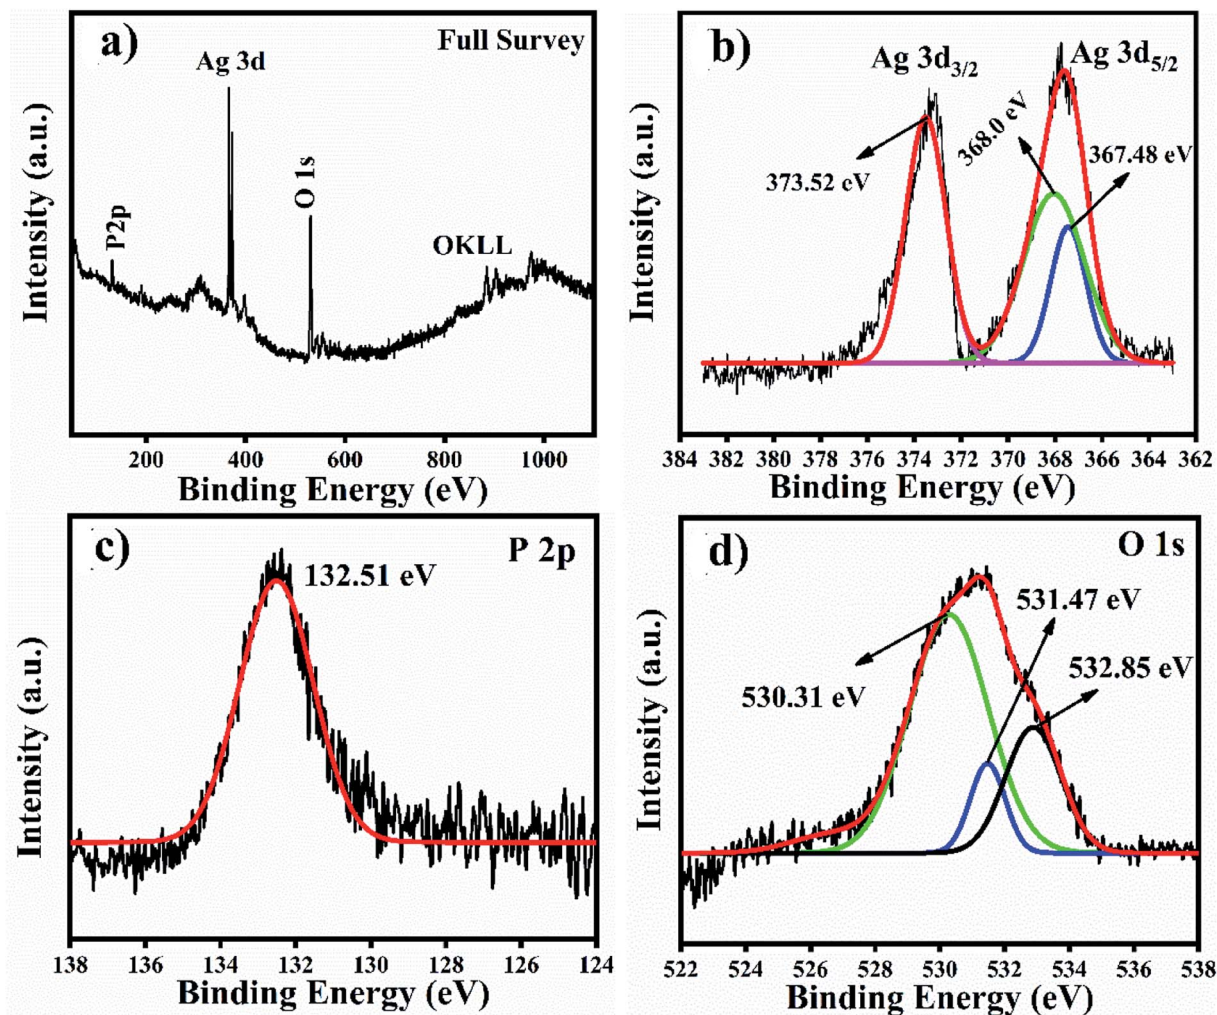 a)
Full Survey
Ag 3d
P2p
O 1s
OKLL
Intensity (a.u.)
200 400 600 800 1000
Binding Energy (eV)
b)
Ag 3d3/2
Ag 3d5/2
373.52 eV
368.0 eV
367.48 eV
Intensity (a.u.)
384 382 380 378 376 374 372 370 368 366 364 362
Binding Energy (eV)
c)
P 2p
132.51 eV
Intensity (a.u.)
138 136 134 132 130 128 126 124
Binding Energy (eV)
d)
O 1s
531.47 eV
532.85 eV
530.31 eV
Intensity (a.u.)
522 524 526 528 530 532 534 536 538
Binding Energy (eV)